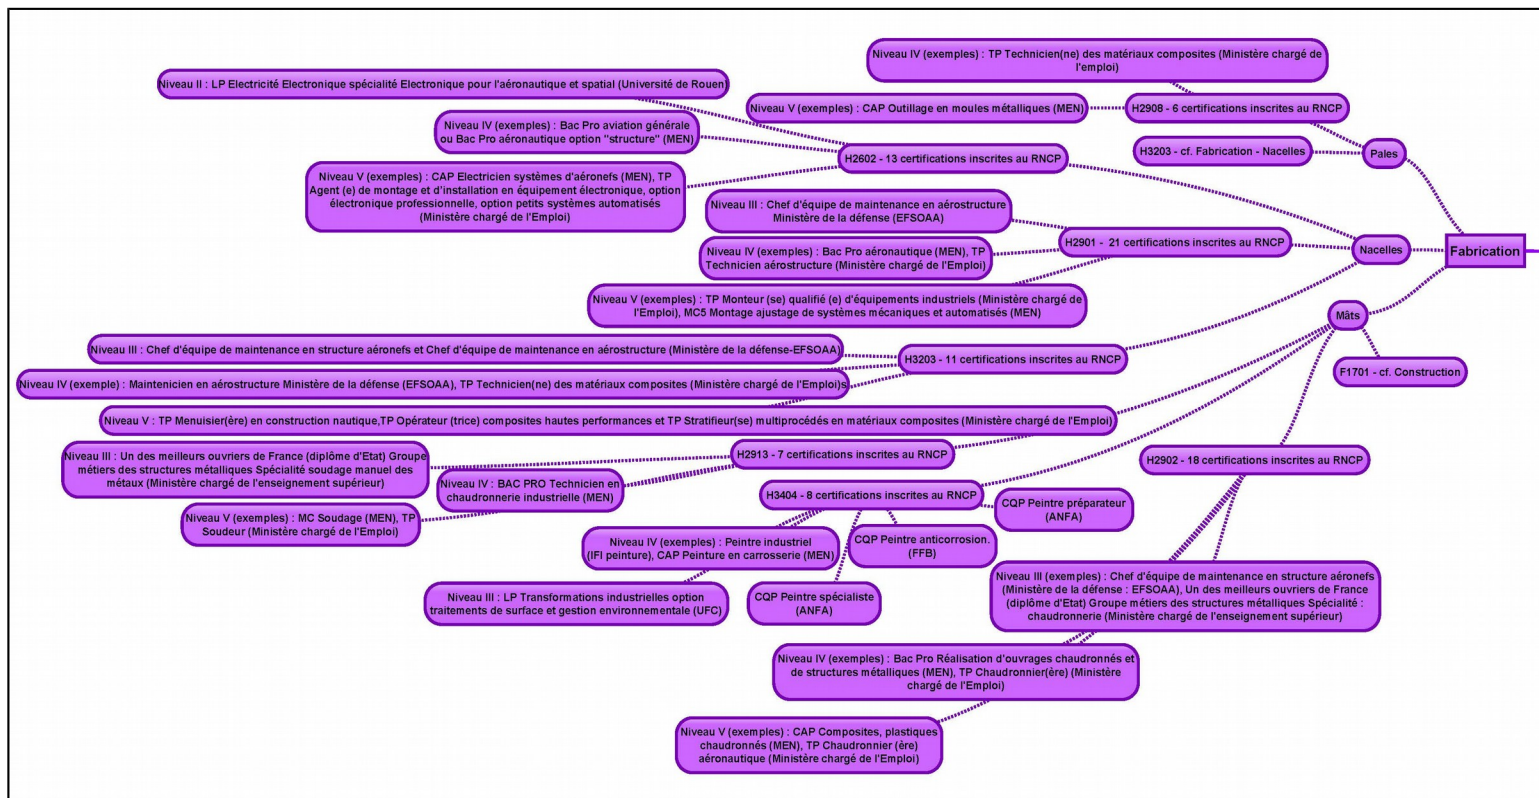 Niveau IV (exemples) : TP Technicien(ne) des matériaux composites (Ministère chargé de
l'emploi)
Niveau II : LP Electricité Electronique spécialité Electronique pour l'aéronautique et spatial (Université de Rouen)
Niveau V (exemples) : CAP Outillage en moules métalliques (MEN)
H2908 - 6 certifications inscrites au RNCP
Niveau IV (exemples) : Bac Pro aviation générale
ou Bac Pro aéronautique option "structure" (MEN)
H3203 - cf. Fabrication - Nacelles
Pales
H2602 - 13 certifications inscrites au RNCP
Niveau V (exemples) : CAP Electricien systèmes d'aéronefs (MEN), TP
Agent (e) de montage et d'installation en équipement électronique, option
électronique professionnelle, option petits systèmes automatisés
(Ministère chargé de l'Emploi)
Niveau III : Chef d'équipe de maintenance en aérostructure
Ministère de la défense (EFSOAA)
H2901 -  21 certifications inscrites au RNCP
Nacelles
Fabrication
Niveau IV (exemples) : Bac Pro aéronautique (MEN), TP
Technicien aérostructure (Ministère chargé de l'Emploi)
Niveau V (exemples) : TP Monteur (se) qualifié (e) d'équipements industriels (Ministère chargé de
l'Emploi), MC5 Montage ajustage de systèmes mécaniques et automatisés (MEN)
Mâts
Niveau III : Chef d'équipe de maintenance en structure aéronefs et Chef d'équipe de maintenance en aérostructure (Ministère de la défense-EFSOAA)
H3203 - 11 certifications inscrites au RNCP
F1701 - cf. Construction
Niveau IV (exemple) : Maintenicien en aérostructure Ministère de la défense (EFSOAA), TP Technicien(ne) des matériaux composites (Ministère chargé de l'Emploi)s
Niveau V : TP Menuisier(ère) en construction nautique,TP Opérateur (trice) composites hautes performances et TP Stratifieur(se) multiprocédés en matériaux composites (Ministère chargé de l'Emploi)
H2913 - 7 certifications inscrites au RNCP
H2902 - 18 certifications inscrites au RNCP
Niveau III : Un des meilleurs ouvriers de France (diplôme d'Etat) Groupe
métiers des structures métalliques Spécialité soudage manuel des
métaux (Ministère chargé de l'enseignement supérieur)
Niveau IV : BAC PRO Technicien en
chaudronnerie industrielle (MEN)
H3404 - 8 certifications inscrites au RNCP
CQP Peintre préparateur
(ANFA)
Niveau V (exemples) : MC Soudage (MEN), TP
Soudeur (Ministère chargé de l'Emploi)
Niveau IV (exemples) : Peintre industriel
(IFI peinture), CAP Peinture en carrosserie (MEN)
CQP Peintre anticorrosion.
(FFB)
Niveau III : LP Transformations industrielles option
traitements de surface et gestion environnementale (UFC)
CQP Peintre spécialiste
(ANFA)
Niveau III (exemples) : Chef d'équipe de maintenance en structure aéronefs
(Ministère de la défense : EFSOAA), Un des meilleurs ouvriers de France
(diplôme d'Etat) Groupe métiers des structures métalliques Spécialité :
chaudronnerie (Ministère chargé de l'enseignement supérieur)
Niveau IV (exemples) : Bac Pro Réalisation d'ouvrages chaudronnés et
de structures métalliques (MEN), TP Chaudronnier(ère) (Ministère
chargé de l'Emploi)
Niveau V (exemples) : CAP Composites, plastiques
chaudronnés (MEN), TP Chaudronnier (ère)
aéronautique (Ministère chargé de l'Emploi)